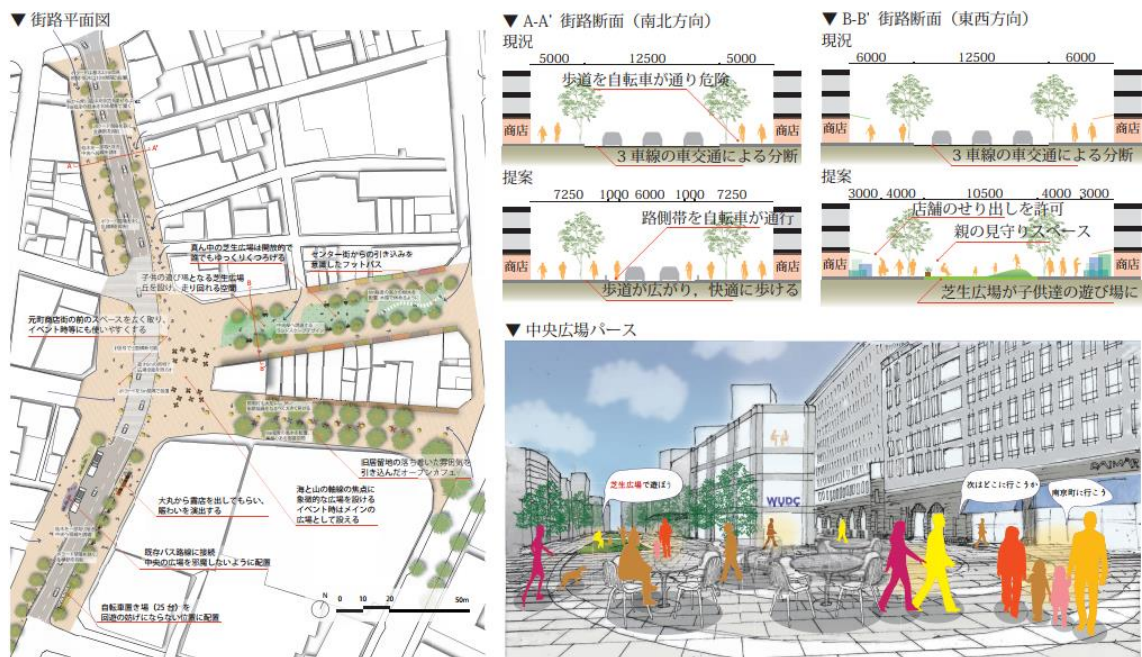 ▼ 街路平面図
A
A'
真ん中の芝生広場は開放的で
誰でもゆっくりくつろげる
センター街からの引き込みを
意識したフットパス
子供の遊び場となる芝生広場
丘を設け、走り回れる空間
B
元町商店街の前のスペースを広く取り、
イベント時等にも使いやすくする
B'
旧居留地の落ち着いた雰囲気を
引き込んだオープンカフェ
大丸から露店を出してもらい、
賑わいを演出する
海と山の軸線の焦点に
象徴的な広場を設ける
イベント時はメインの
広場として設える
既存バス路線に接続
中央の広場を邪魔しないように配置
自転車置き場（25 台）を
回遊の妨げにならない位置に配置
N
0 10 20 50m
▼ A-A' 街路断面（南北方向）
現況
5000 12500 5000
歩道を自転車が通り危険
商店 商店
3 車線の車交通による分断
提案
7250 1000 6000 1000 7250
路側帯を自転車が通行
商店 商店
歩道が広がり，快適に歩ける
▼ B-B' 街路断面（東西方向）
現況
6000 12500 6000
商店 商店
3 車線の車交通による分断
提案
3000 4000 10500 4000 3000
店舗のせり出しを許可
親の見守りスペース
商店 商店
芝生広場が子供達の遊び場に
▼ 中央広場パース
芝生広場で遊ぼう
WUDC
次はどこに行こうか
南京町に行こう